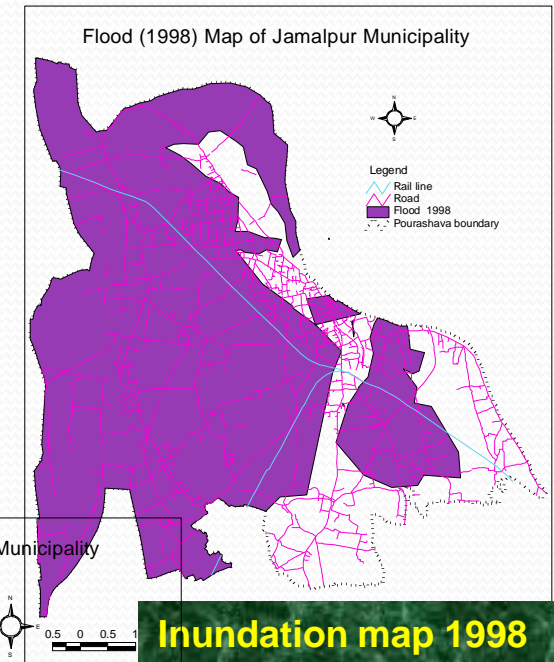 Flood (1998) Map of Jamalpur Municipality
N
W E
S
Legend
Rail line
Road
Flood 1998
Pourashava boundary
Municipality
N
E
S
0.5 0 0.5 1
Inundation map 1998